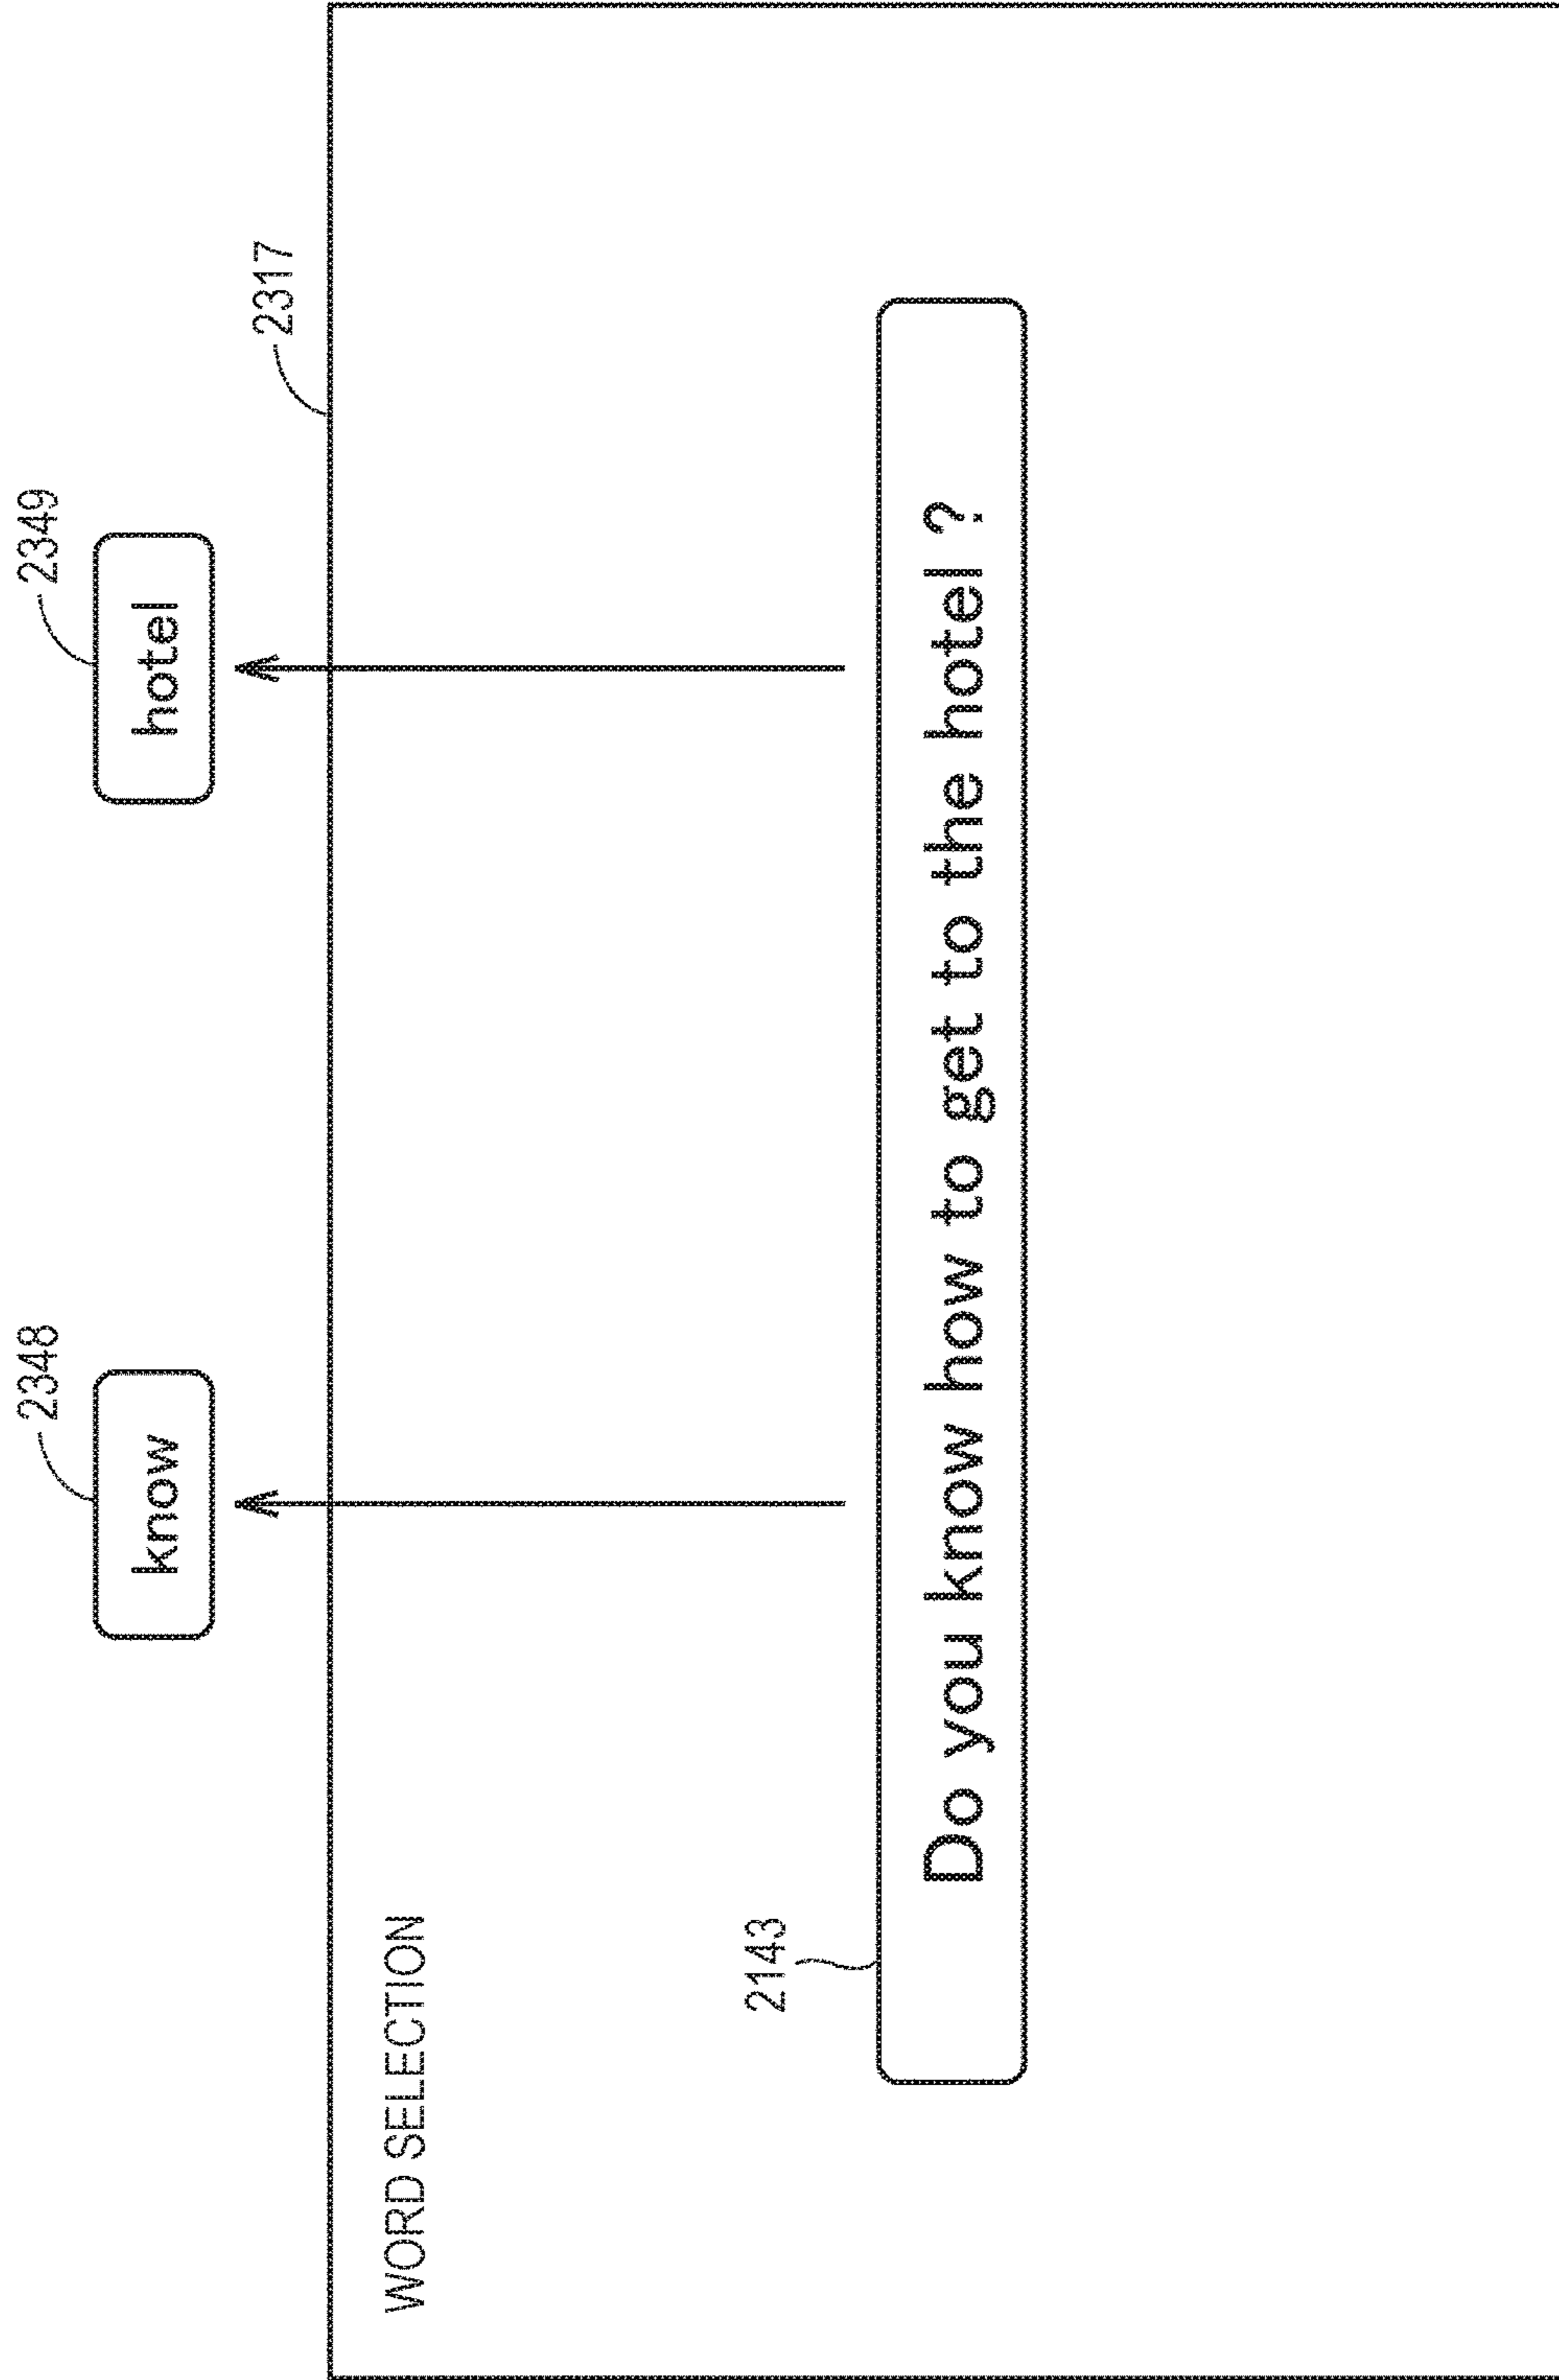 2348
2349
know
hotel
2317
WORD SELECTION
2143
Do you know how to get to the hotel ?